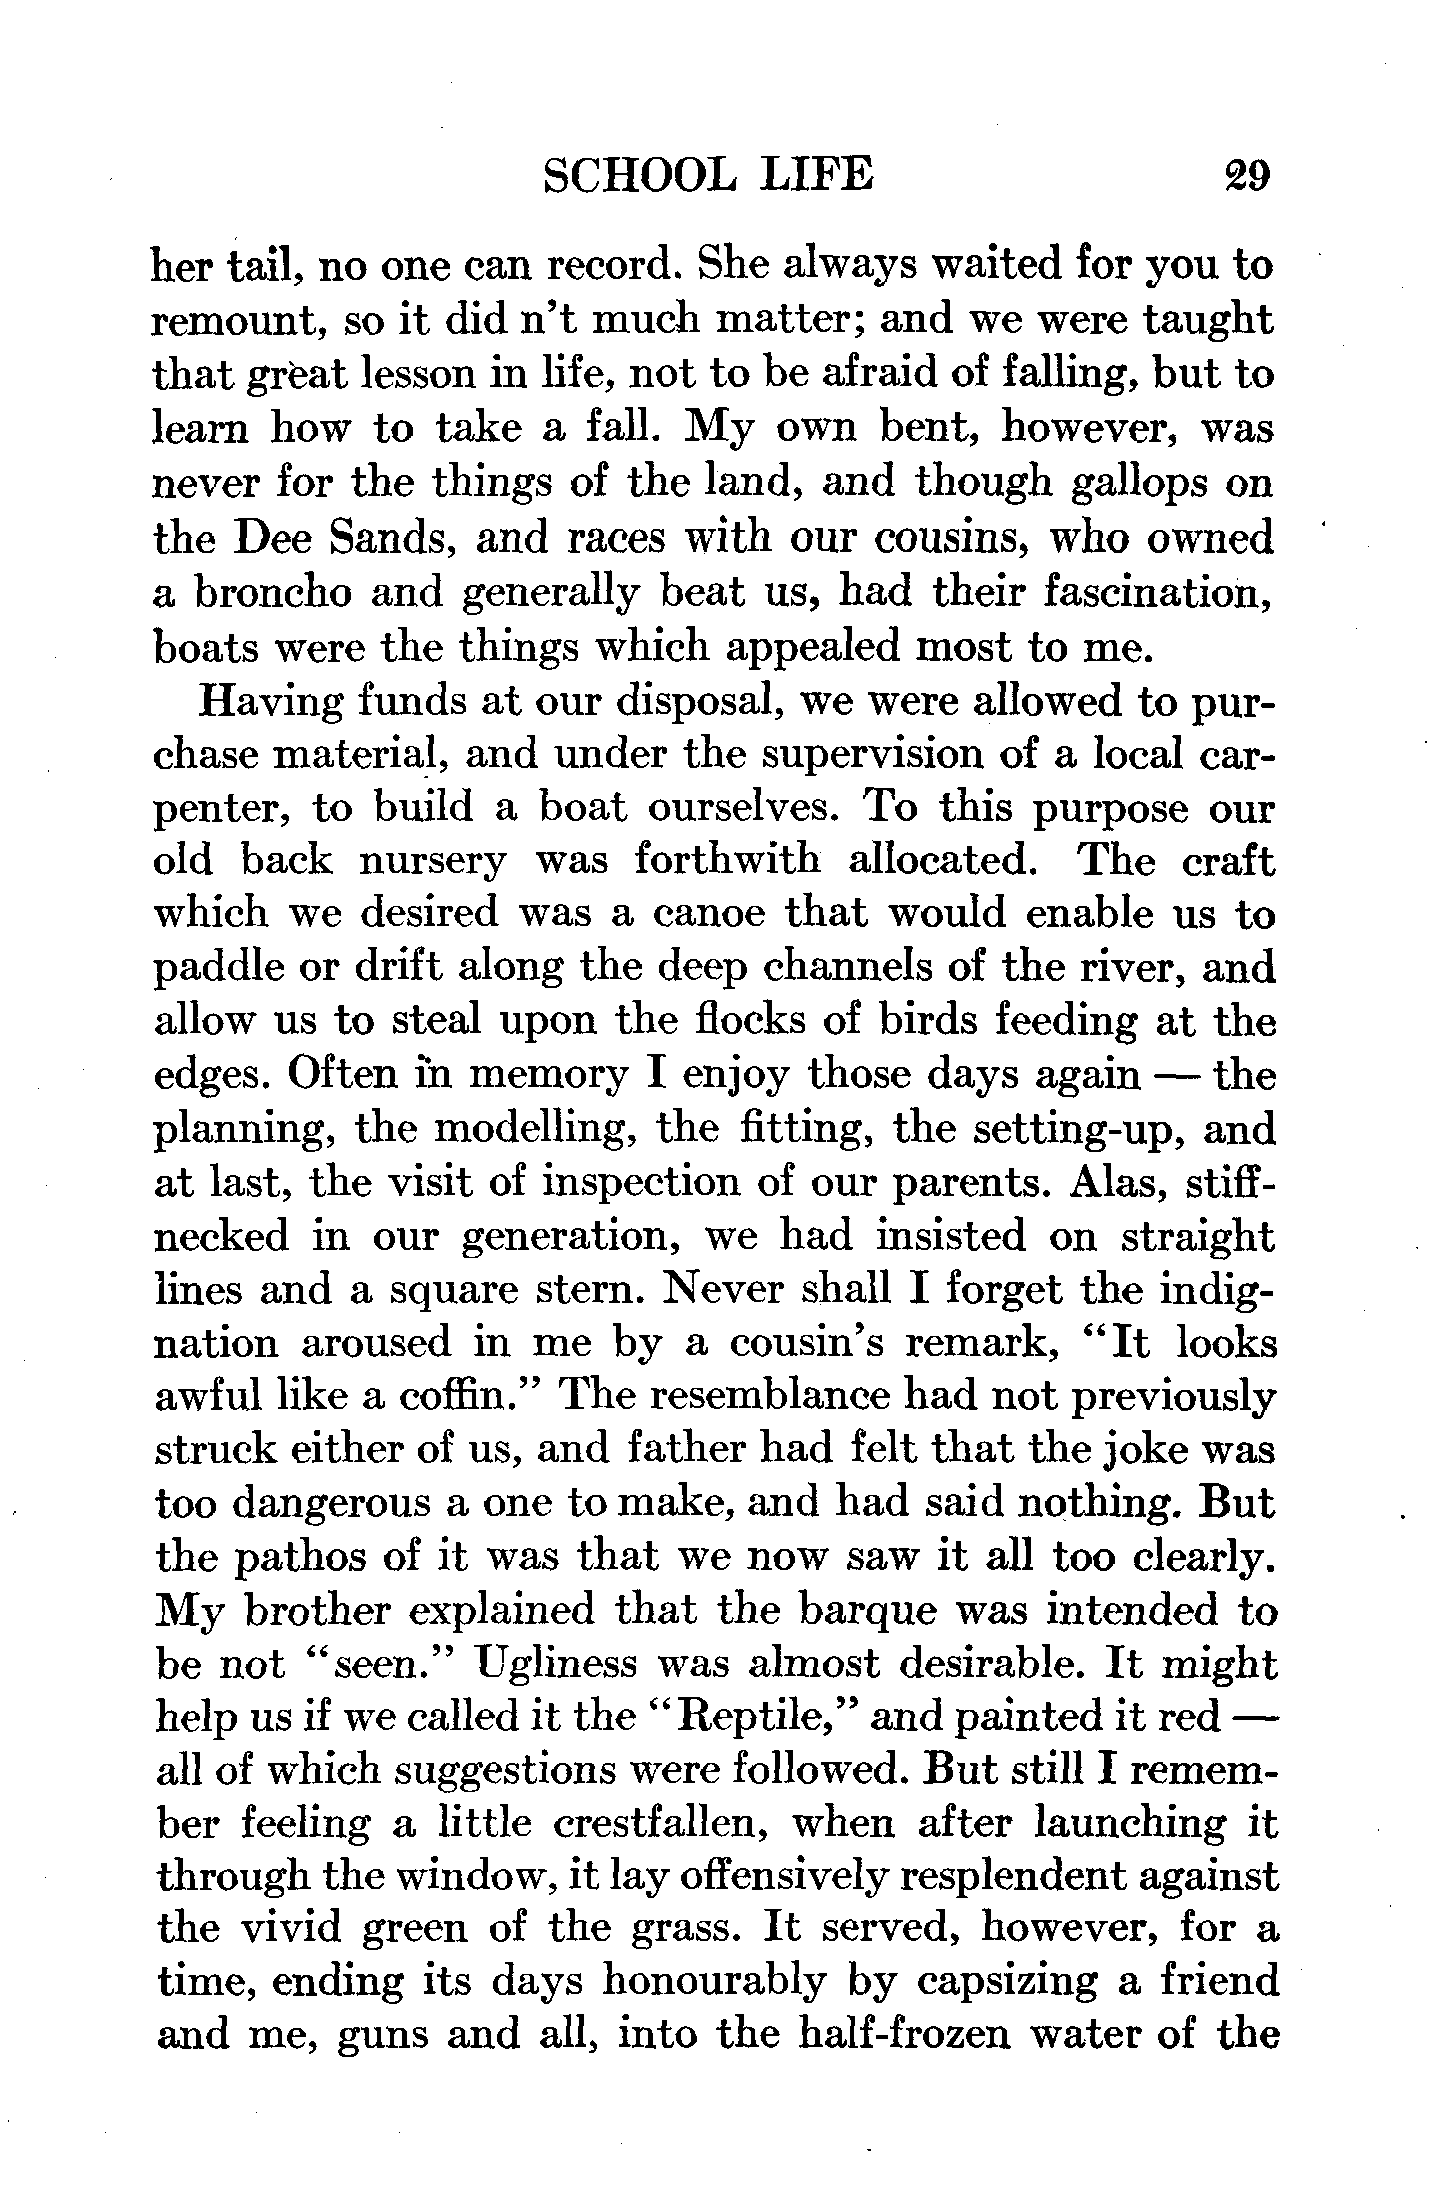 SCHOOL LIFE 29
her tail, no one can record. She always waited for you to
remount, so it did n't much matter; and we were taught
that great lesson in life, not to be afraid of falling, but to
learn how to take a fall. My own bent, however, was
never for the things of the land, and though gallops on
the Dee Sands, and races with our cousins, who owned
a broncho and generally beat us, had their fascination,
boats were the things which appealed most to me.
Having funds at our disposal, we were allowed to pur-
chase material, and under the supervision of a local car-
penter, to build a boat ourselves. To this purpose our
old back nursery was forthwith allocated. The craft
which we desired was a canoe that would enable us to
paddle or drift along the deep channels of the river, and
allow us to steal upon the flocks of birds feeding at the
edges. Often in memory I enjoy those days again — the
planning, the modelling, the fitting, the setting-up, and
at last, the visit of inspection of our parents. Alas, stiff-
necked in our generation, we had insisted on straight
lines and a square stern. Never shall I forget the indig-
nation aroused in me by a cousin's remark, "It looks
awful like a coffin." The resemblance had not previously
struck either of us, and father had felt that the joke was
too dangerous a one to make, and had said nothing. But
the pathos of it was that we now saw it all too clearly.
My brother explained that the barque was intended to
be not "seen." Ugliness was almost desirable. It might
help us if we called it the "Reptile," and painted it red —
all of which suggestions were followed. But still I remem-
ber feeling a little crestfallen, when after launching it
through the window, it lay offensively resplendent against
the vivid green of the grass. It served, however, for a
time, ending its days honourably by capsizing a friend
and me, guns and all, into the half-frozen water of the